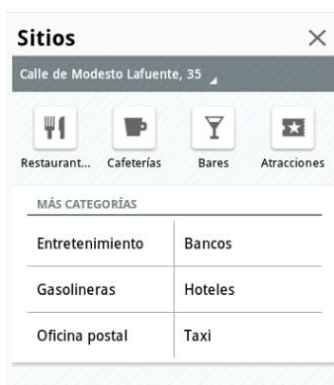 Sitios
Calle de Modesto Lafuente, 35
Restaurant... Cafeterías Bares Atracciones
MÁS CATEGORÍAS
Entretenimiento Bancos
Gasolineras Hoteles
Oficina postal Taxi